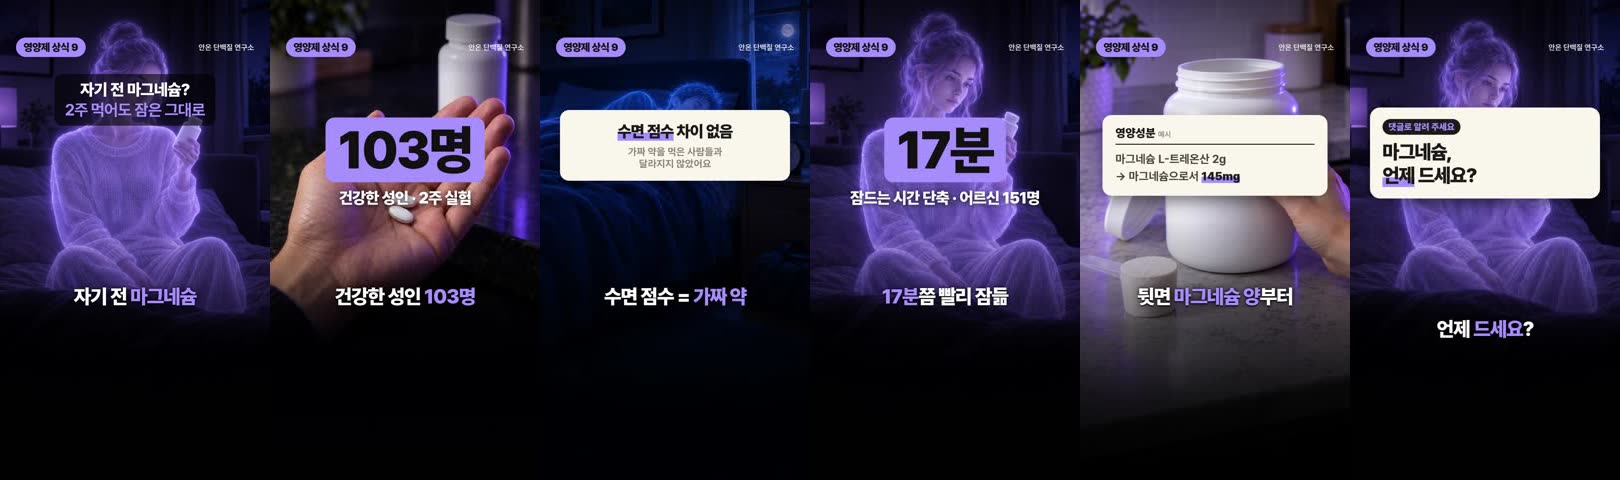 영양제 상식 9
안은 단백질 연구소
자기 전 마그네슘?
2주 먹어도 잠은 그대로
자기 전 마그네슘
영양제 상식 9
안은 단백질 연구소
103명
건강한 성인 · 2주 실험
건강한 성인 103명
영양제 상식 9
안은 단백질 연구소
수면 점수 차이 없음
가짜 약을 먹은 사람들과
달라지지 않았어요
수면 점수 = 가짜 약
영양제 상식 9
안은 단백질 연구소
17분
잠드는 시간 단축 · 어르신 151명
17분쯤 빨리 잠듦
영양제 상식 9
안은 단백질 연구소
영양성분 예시
마그네슘 L-트레온산 2g
→ 마그네슘으로서 145mg
뒷면 마그네슘 양부터
영양제 상식 9
안은 단백질 연구소
댓글로 알려 주세요
마그네슘,
언제 드세요?
언제 드세요?